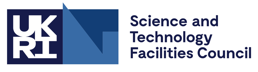 UK
RI
Science and
Technology
Facilities Council